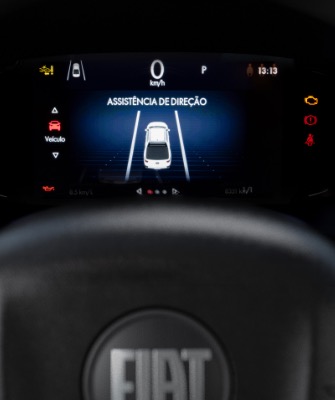 0
km/h
P
13:13
ASSISTÊNCIA DE DIREÇÃO
Veículo
FIAT